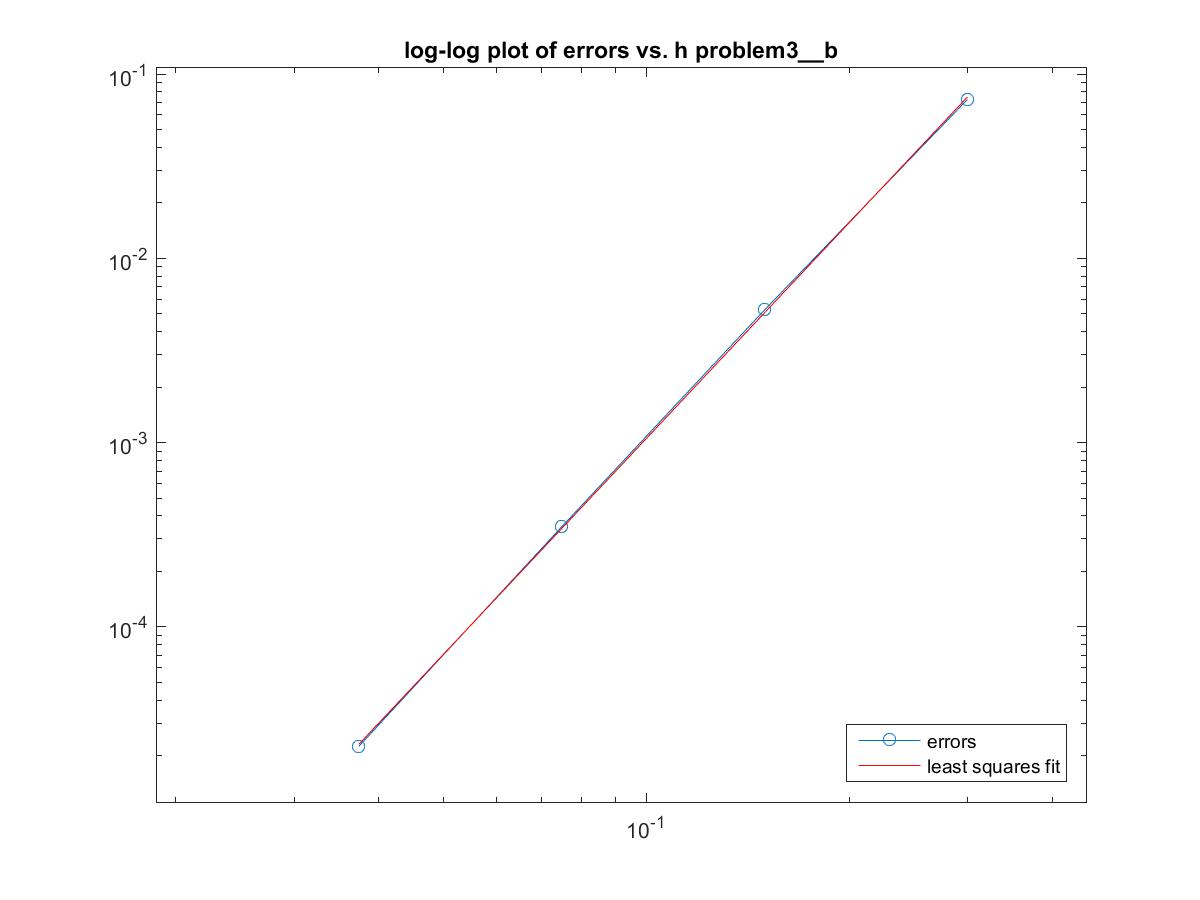 log-log plot of errors vs. h problem3__b
10-1
10-2
10-3
10-4
10-1
errors
least squares fit